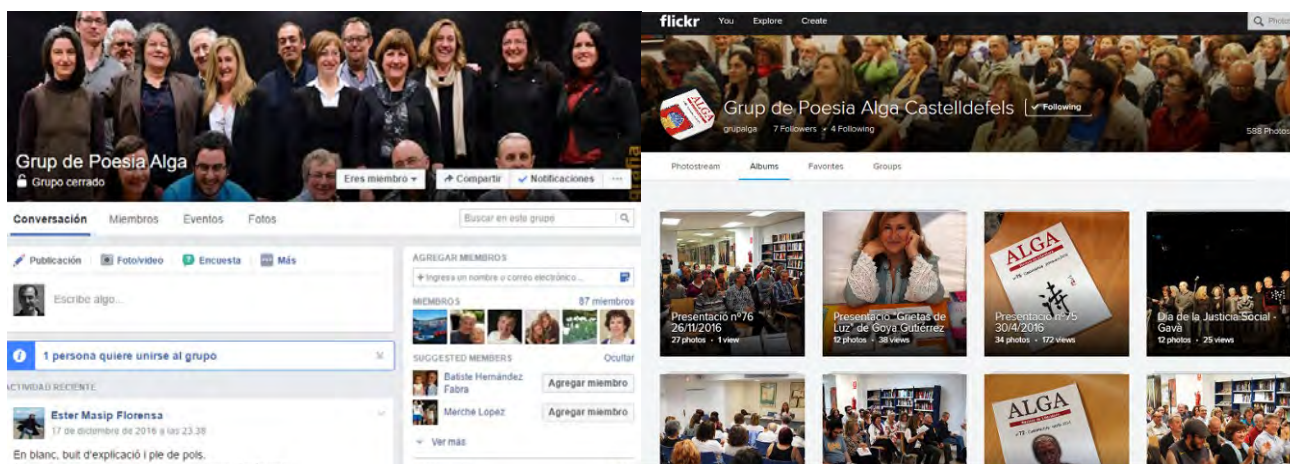 Grup de Poesia Alga
Grupo cerrado
Eres miembro
Compartir
Notificaciones
Conversación
Miembros
Eventos
Fotos
Buscar en este grupo
Publicación
Foto/vídeo
Encuesta
Más
Escribe algo...
1 persona quiere unirse al grupo
ACTIVIDAD RECIENTE
Ester Masip Florensa
17 de diciembre de 2016 a las 23:38
En blanc, buit d'explicació i ple de pols.
AGREGAR MIEMBROS
+ Ingresa un nombre o correo electrónico...
MIEMBROS
87 miembros
SUGGESTED MEMBERS
Ocultar
Batiste Hernández
Fabra
Agregar miembro
Merche Lopez
Agregar miembro
Ver más
flickr
You
Explore
Create
Photos
ALGA
Grup de Poesia Alga Castelldefels
Following
grupalga
7 Followers • 4 Following
588 Photos
Photostream
Albums
Favorites
Groups
Presentació nº76
26/11/2016
27 photos • 1 view
Presentació "Grietas de
Luz" de Goya Gutiérrez
12 photos • 38 views
ALGA
Presentació nº75
30/4/2016
34 photos • 172 views
Dia de la Justicia Social -
Gavà
12 photos • 25 views
ALGA